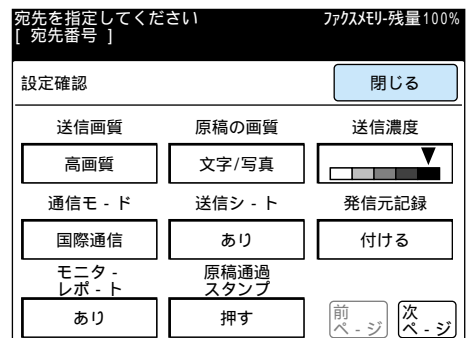 宛先を指定してください ﾌｧｸｽﾒﾓﾘｰ残量100%
[ 宛先番号 ]
設定確認 閉じる
送信画質 原稿の画質 送信濃度
高画質 文字/写真
通信モ - ド 送信シ - ト 発信元記録
国際通信 あり 付ける
モニタ -
レポ - ト
原稿通過
スタンプ
あり 押す
前
ペ - ジ
次
ペ - ジ